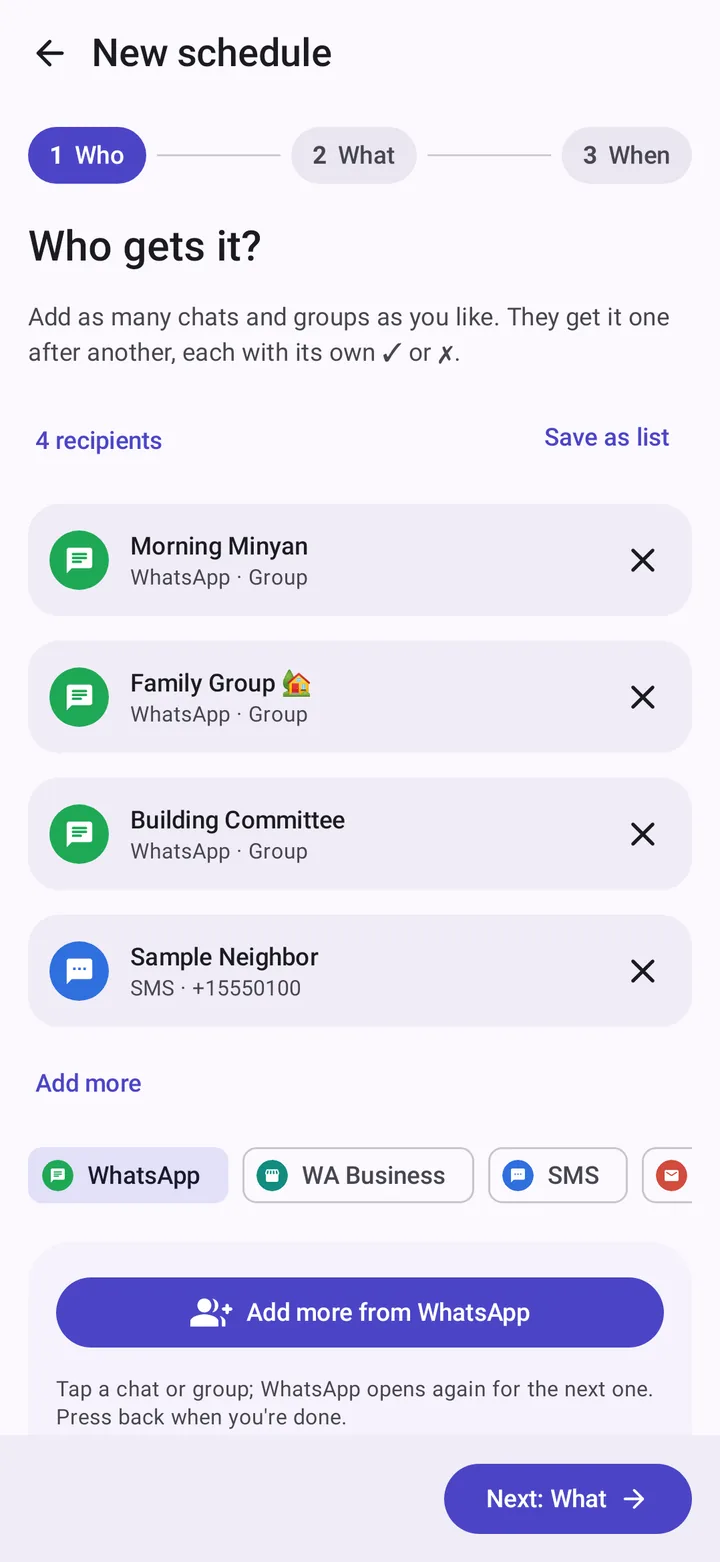 New schedule
1 Who
2 What
3 When
Who gets it?
Add as many chats and groups as you like. They get it one
after another, each with its own ✓ or ✗.
4 recipients
Save as list
Morning Minyan
WhatsApp · Group
Family Group 🏡
WhatsApp · Group
Building Committee
WhatsApp · Group
Sample Neighbor
SMS · +15550100
Add more
WhatsApp
WA Business
SMS
Add more from WhatsApp
Tap a chat or group; WhatsApp opens again for the next one.
Press back when you're done.
Next: What